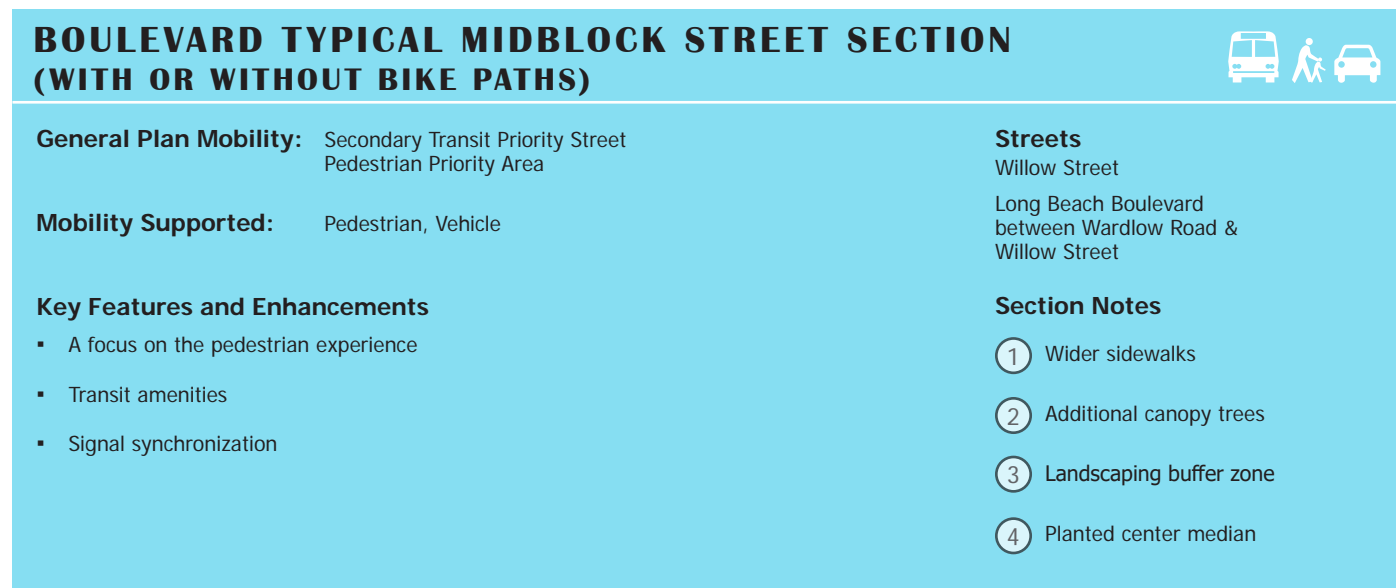 BOULEVARD TYPICAL MIDBLOCK STREET SECTION
(WITH OR WITHOUT BIKE PATHS)
General Plan Mobility: Secondary Transit Priority Street
Pedestrian Priority Area
Mobility Supported: Pedestrian, Vehicle
Key Features and Enhancements
▪ A focus on the pedestrian experience
▪ Transit amenities
▪ Signal synchronization
Streets
Willow Street
Long Beach Boulevard
between Wardlow Road &
Willow Street
Section Notes
1 Wider sidewalks
2 Additional canopy trees
3 Landscaping buffer zone
4 Planted center median